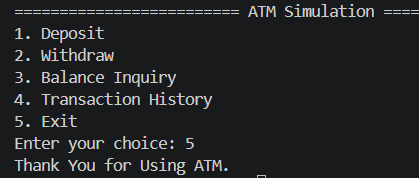 ========================= ATM Simulation ====
1. Deposit
2. Withdraw
3. Balance Inquiry
4. Transaction History
5. Exit
Enter your choice: 5
Thank You for Using ATM.